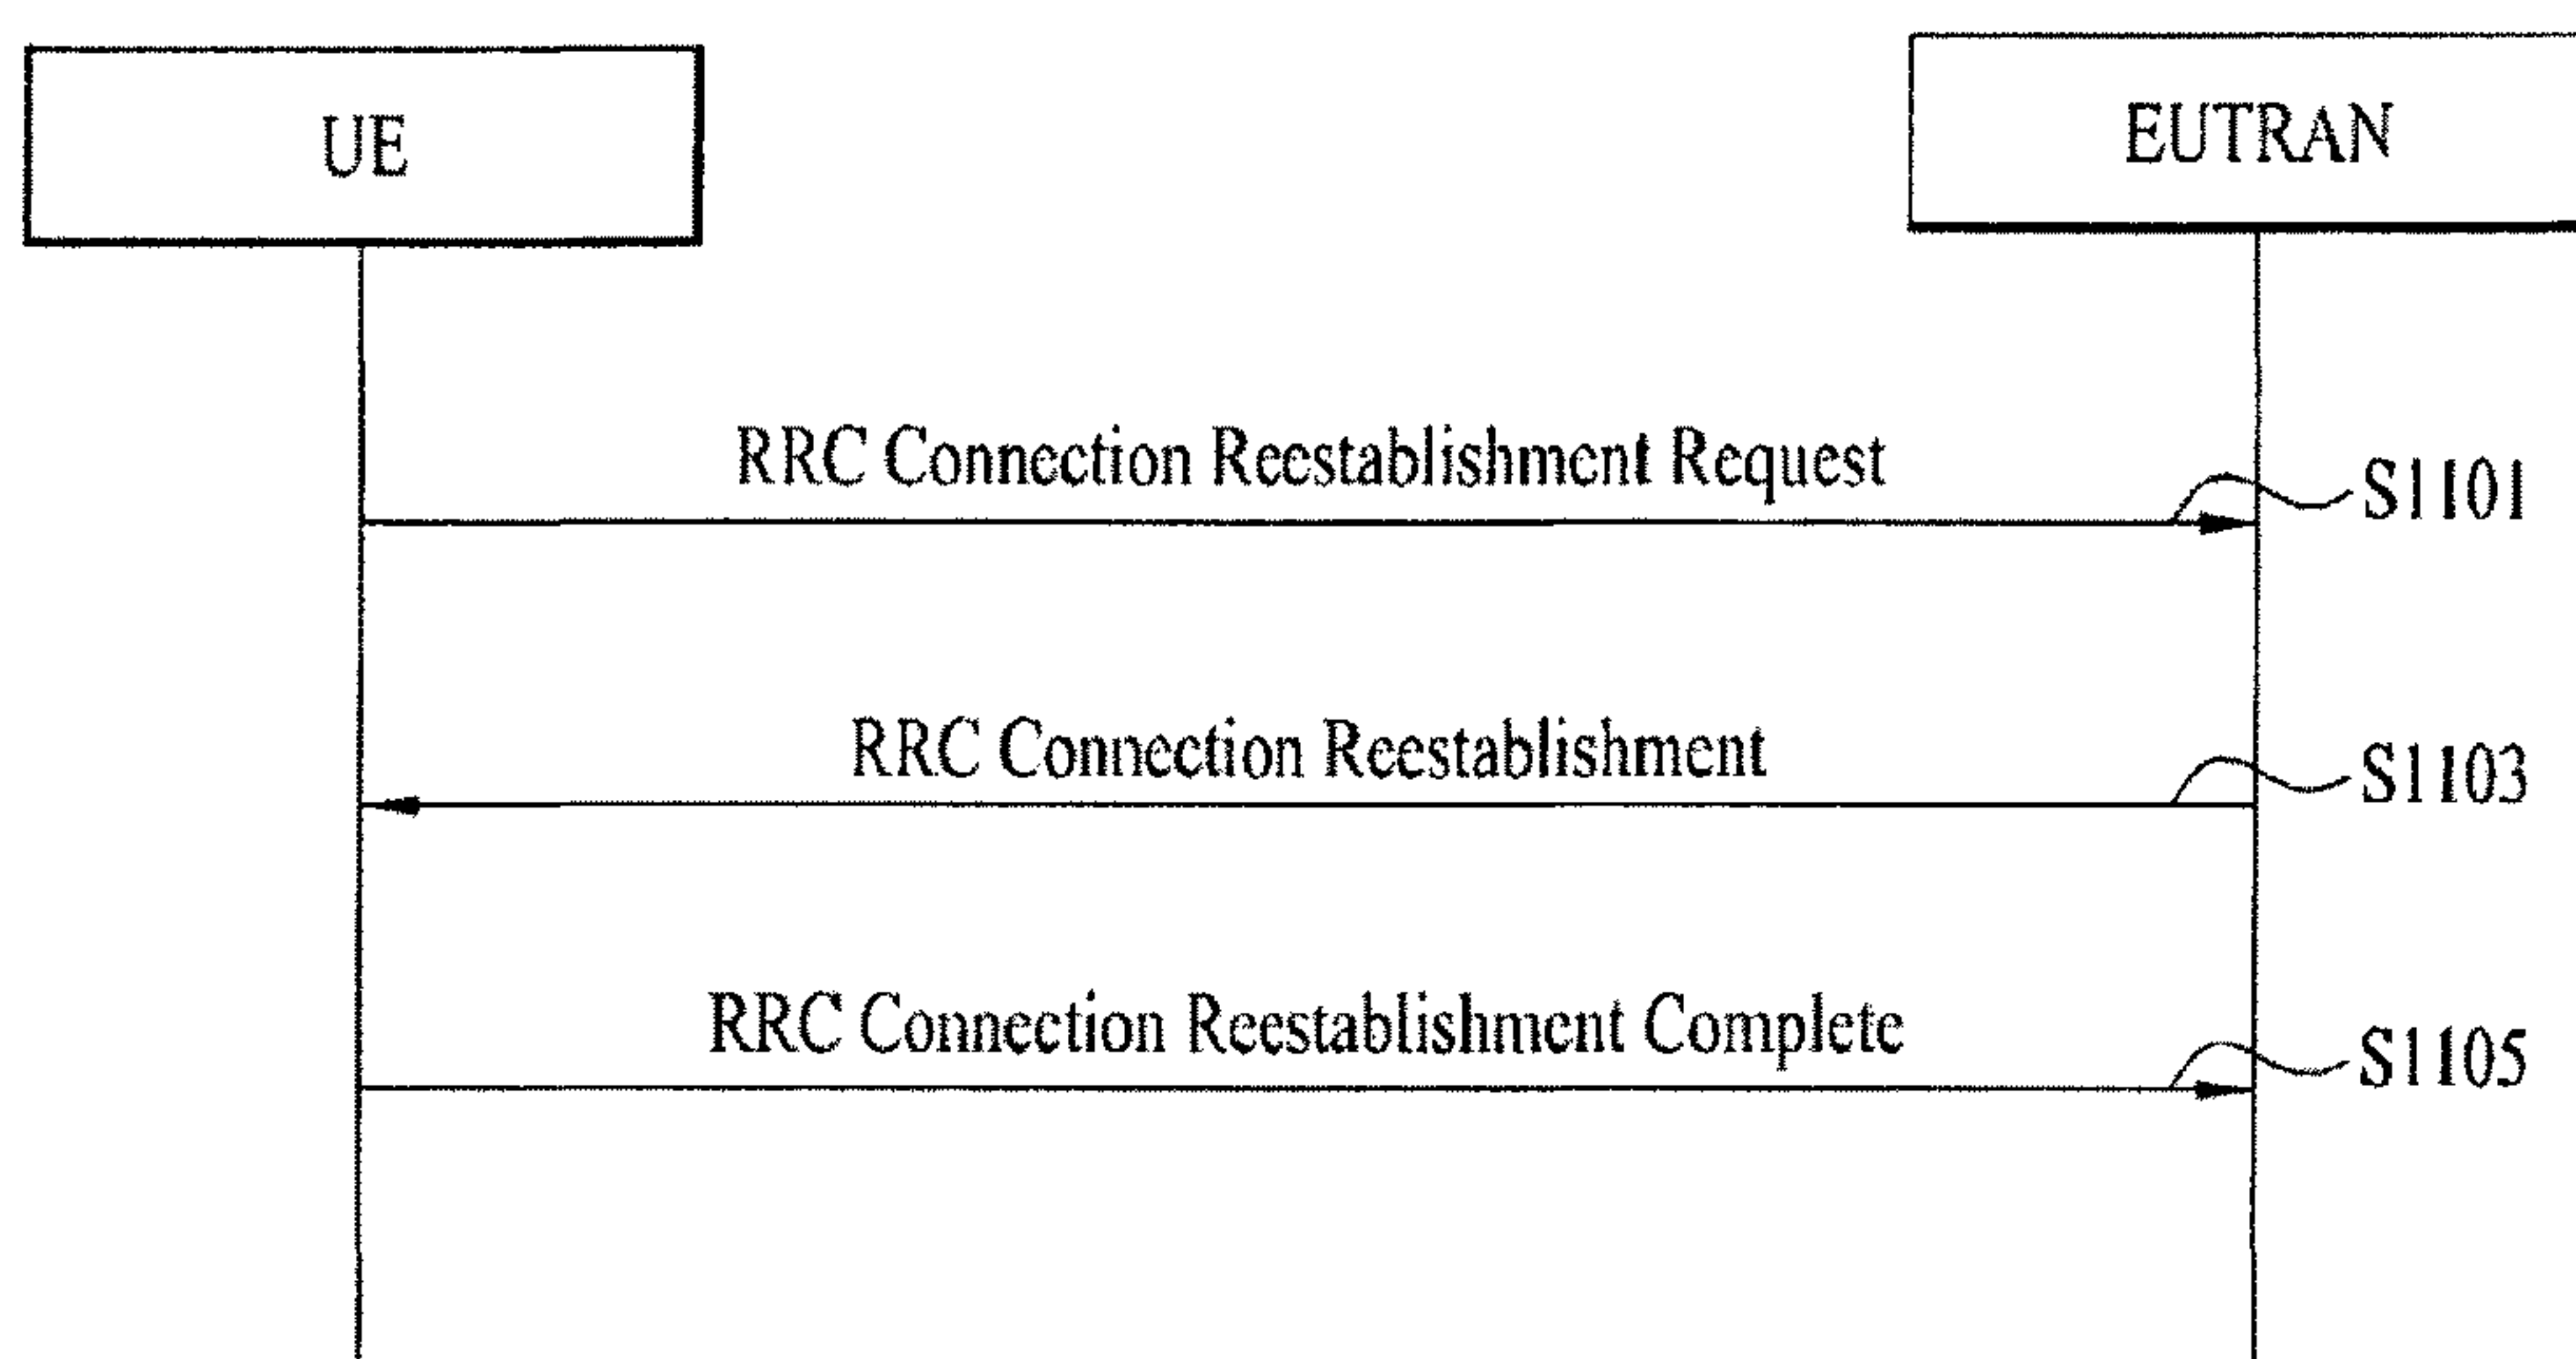 UE
EUTRAN
RRC Connection Reestablishment Request
S1101
RRC Connection Reestablishment
S1103
RRC Connection Reestablishment Complete
S1105